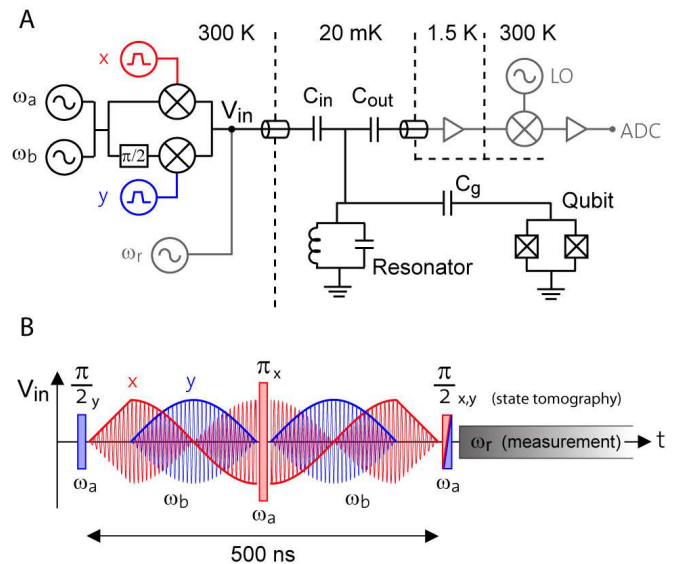 A
300 K
20 mK
1.5 K
300 K
x
ωa
ωb
π/2
y
ωr
Vin
Cin
Cout
LO
ADC
Cg
Qubit
Resonator
B
Vin
π/2 y
x
y
πx
π/2 x,y (state tomography)
ωr (measurement)
t
ωa
ωb
ωa
ωb
ωa
500 ns